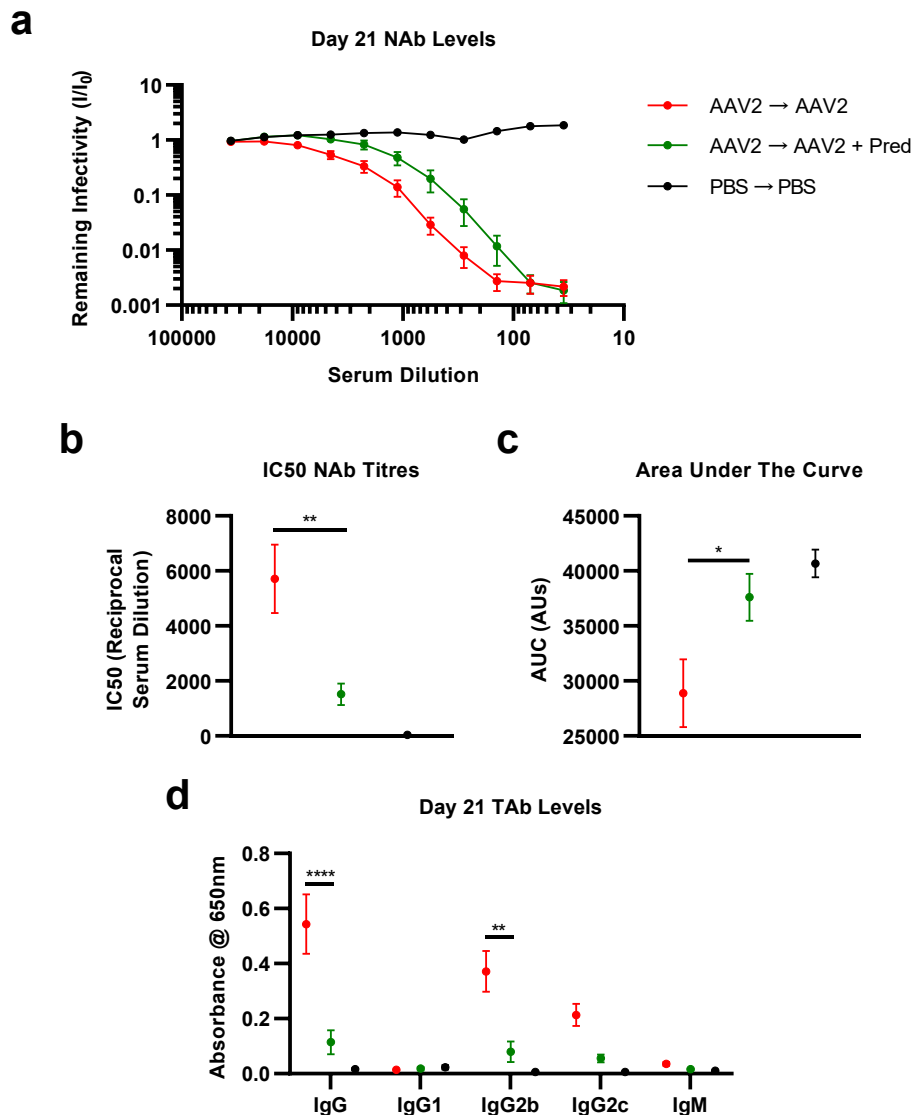 a
Day 21 NAb Levels
Remaining Infectivity (I/I₀)
10
1
0.1
0.01
0.001
100000 10000 1000 100 10
Serum Dilution
AAV2 → AAV2
AAV2 → AAV2 + Pred
PBS → PBS
b
IC50 NAb Titres
IC50 (Reciprocal
Serum Dilution)
8000
6000
4000
2000
0
**
c
Area Under The Curve
AUC (AUs)
45000
40000
35000
30000
25000
*
d
Day 21 TAb Levels
Absorbance @ 650nm
0.8
0.6
0.4
0.2
0.0
****
**
IgG IgG1 IgG2b IgG2c IgM